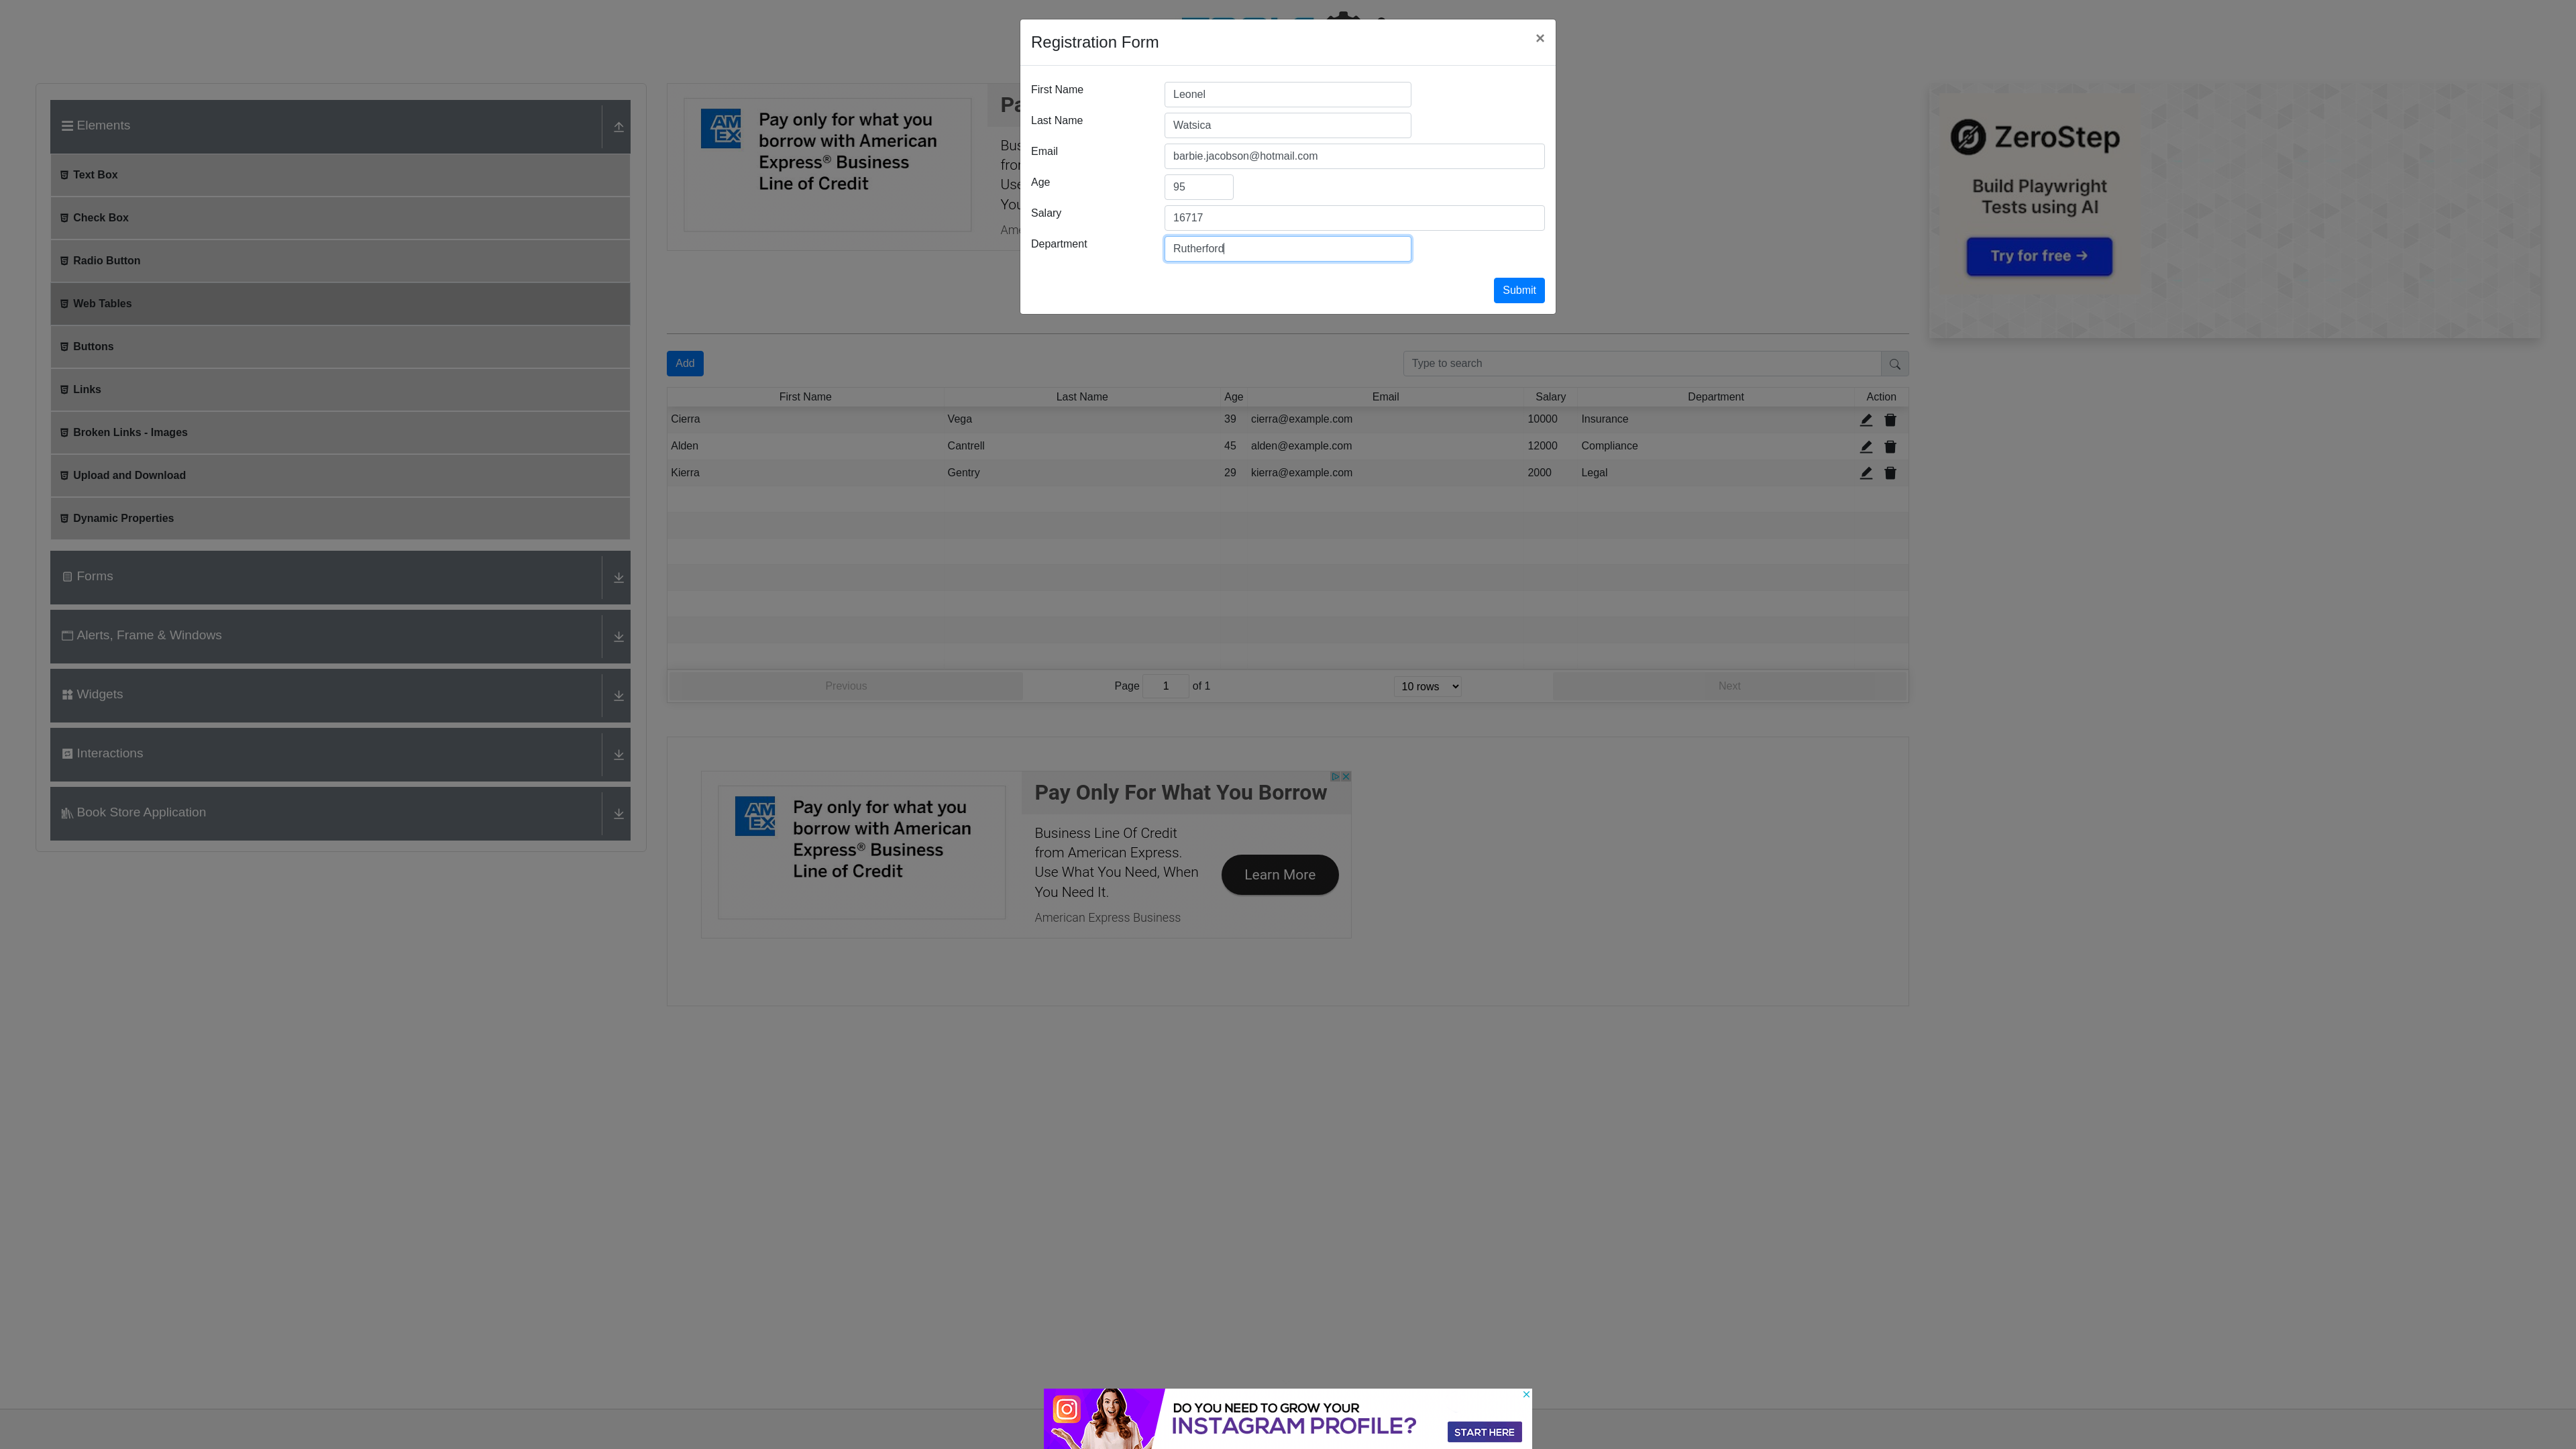 Registration Form
×
First Name
Leonel
Last Name
Watsica
Email
barbie.jacobson@hotmail.com
Age
95
Salary
16717
Department
Rutherford
Submit
Elements
Text Box
Check Box
Radio Button
Web Tables
Buttons
Links
Broken Links - Images
Upload and Download
Dynamic Properties
Forms
Alerts, Frame & Windows
Widgets
Interactions
Book Store Application
AM
EX
Pay only for what you
borrow with American
Express® Business
Line of Credit
ZeroStep
Build Playwright
Tests using AI
Try for free →
Add
Type to search
First Name Last Name Age Email Salary Department Action
Cierra Vega 39 cierra@example.com 10000 Insurance
Alden Cantrell 45 alden@example.com 12000 Compliance
Kierra Gentry 29 kierra@example.com 2000 Legal
Previous Page 1 of 1 10 rows Next
AM
EX
Pay only for what you
borrow with American
Express® Business
Line of Credit
Pay Only For What You Borrow
Business Line Of Credit
from American Express.
Use What You Need, When
You Need It.
American Express Business
Learn More
DO YOU NEED TO GROW YOUR
INSTAGRAM PROFILE?
START HERE